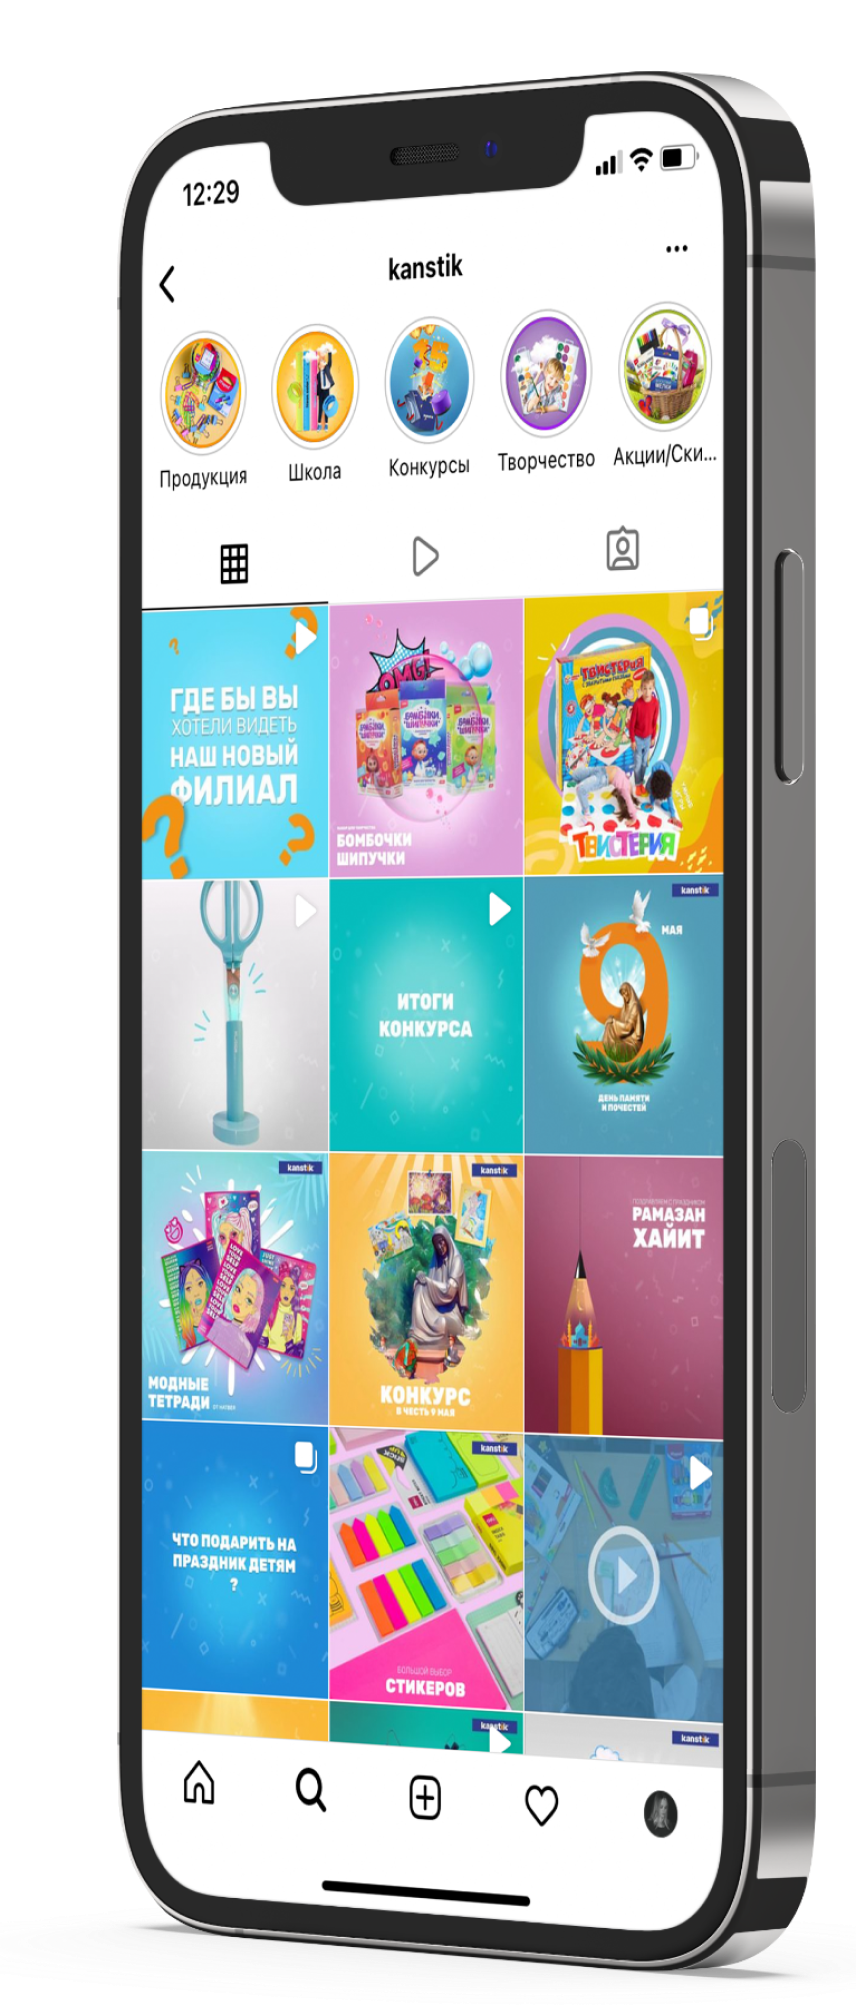 12:29
kanstik
Продукция
Школа
Конкурсы
Творчество
Акции/Ски...
ГДЕ БЫ ВЫ
ХОТЕЛИ ВИДЕТЬ
НАШ НОВЫЙ
ФИЛИАЛ
OMG!
БОМБОЧКИ
ШИПУЧКИ
ТВИСТЕРИЯ
ТВИСТЕРИЯ
ИТОГИ
КОНКУРСА
kanstik
9
МАЯ
ДЕНЬ ПАМЯТИ
И ПОЧЕСТЕЙ
kanstik
МОДНЫЕ
ТЕТРАДИ
kanstik
КОНКУРС
В ЧЕСТЬ 9 МАЯ
РАМАЗАН
ХАЙИТ
ЧТО ПОДАРИТЬ НА
ПРАЗДНИК ДЕТЯМ
?
kanstik
БОЛЬШОЙ ВЫБОР
СТИКЕРОВ
kanstik
kanstik